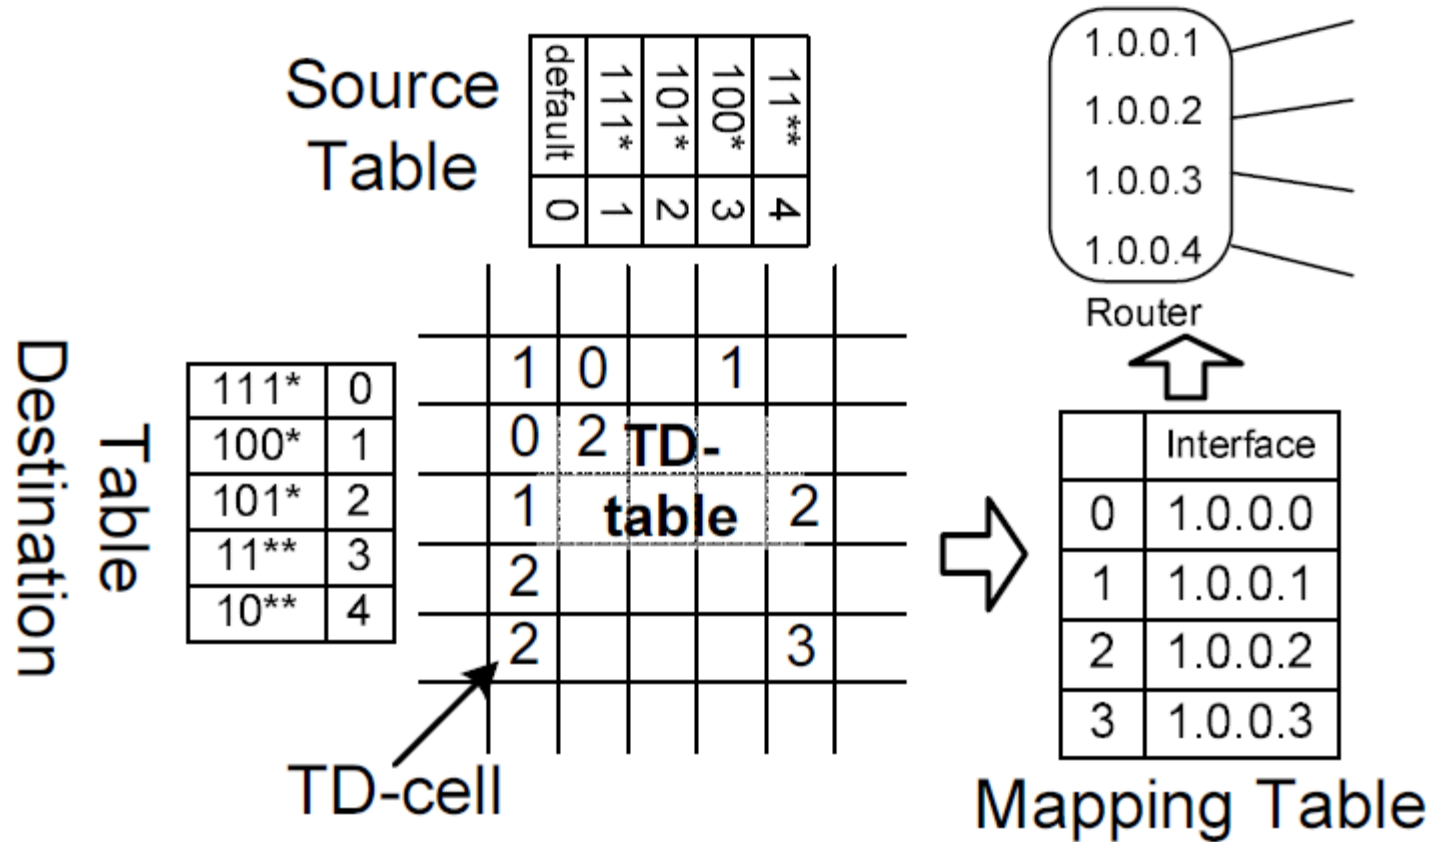 Source
Table
default 111* 101* 100* 11**
0 1 2 3 4
1.0.0.1
1.0.0.2
1.0.0.3
1.0.0.4
Router
Destination
Table
111* 0
100* 1
101* 2
11** 3
10** 4
1 0 1
0 2
1 2
2
2 3
TD-
table
TD-cell
Interface
0 1.0.0.0
1 1.0.0.1
2 1.0.0.2
3 1.0.0.3
Mapping Table